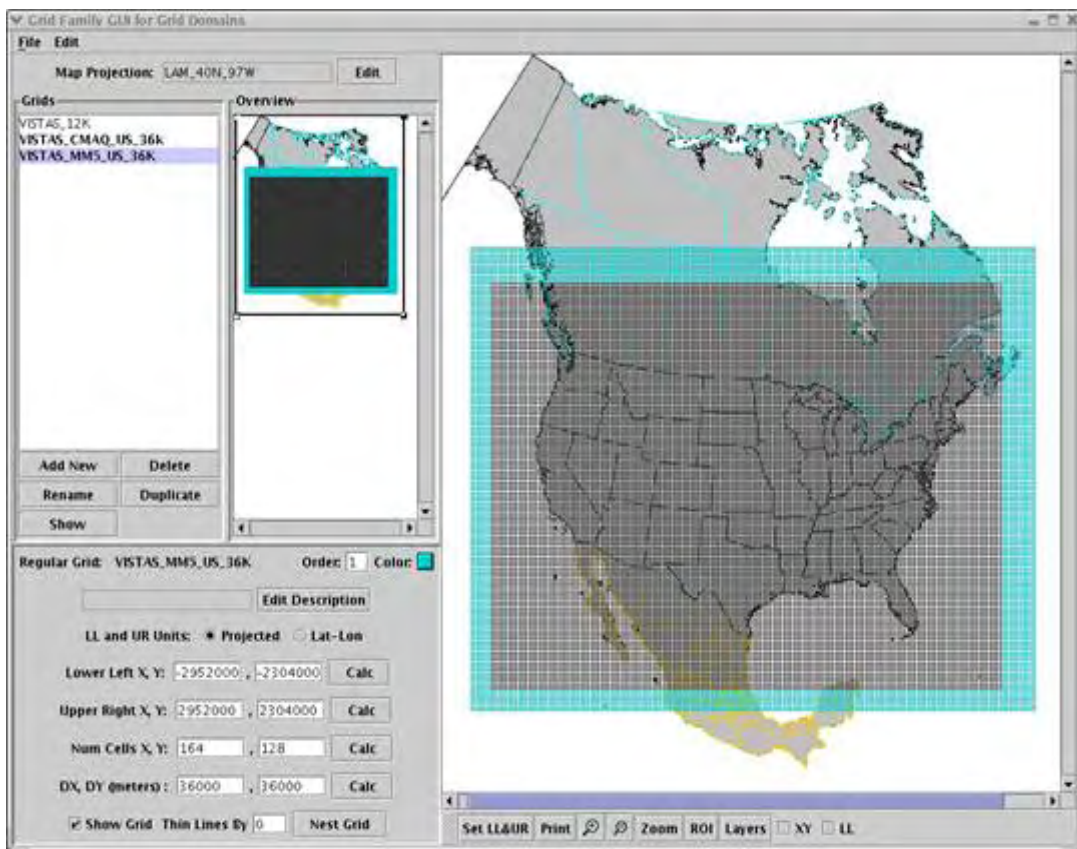 Grid Family GUI for Grid Domains
File Edit
Map Projection: LAM_40N_97W Edit
Grids
VISTAS_12K
VISTAS_CMAQ_US_36k
VISTAS_MM5_US_36K
Overview
Add New Delete
Rename Duplicate
Show
Regular Grid: VISTAS_MM5_US_36K Order: 1 Color:
Edit Description
LL and UR Units: Projected Lat-Lon
Lower Left X, Y: -2952000 , -2304000 Calc
Upper Right X, Y: 2952000 , 2304000 Calc
Num Cells X, Y: 164 , 128 Calc
DX, DY (meters) : 36000 , 36000 Calc
Show Grid Thin Lines By 0 Nest Grid
Set LL&UR Print Zoom ROI Layers XY LL